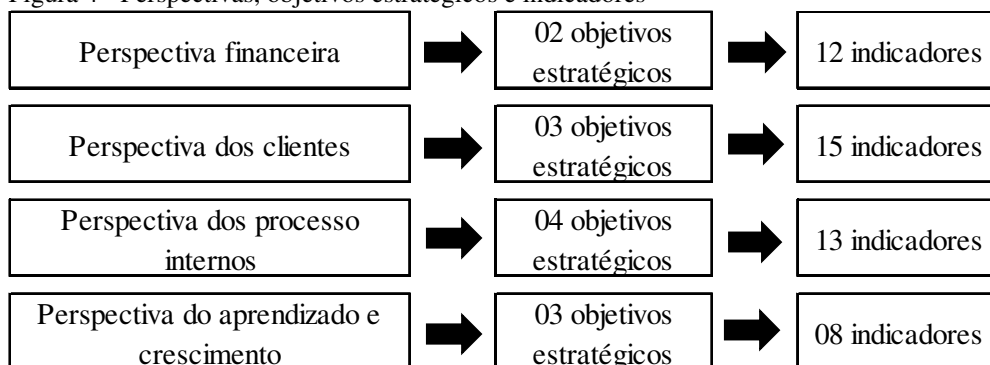 Figura 4 - Perspectivas, objetivos estratégicos e indicadores
Perspectiva financeira
02 objetivos
estratégicos
12 indicadores
Perspectiva dos clientes
03 objetivos
estratégicos
15 indicadores
Perspectiva dos processo
internos
04 objetivos
estratégicos
13 indicadores
Perspectiva do aprendizado e
crescimento
03 objetivos
estratégicos
08 indicadores